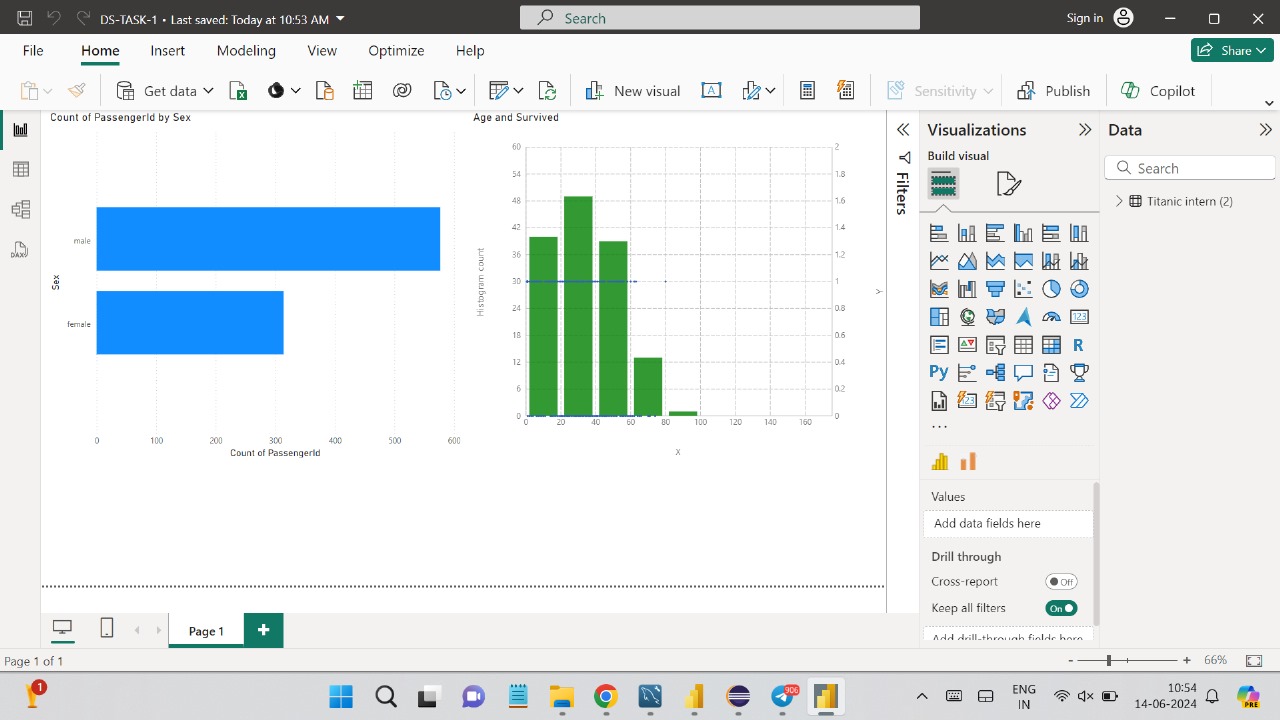 DS-TASK-1 • Last saved: Today at 10:53 AM
Search
Sign in
File
Home
Insert
Modeling
View
Optimize
Help
Share
Get data
New visual
Sensitivity
Publish
Copilot
Count of PassengerId by Sex
male
female
Sex
0 100 200 300 400 500 600
Count of PassengerId
Age and Survived
60
54
48
42
36
30
24
18
12
6
0
Histogram count
2
1.8
1.6
1.4
1.2
1
0.8
0.6
0.4
0.2
0
Y
0 20 40 60 80 100 120 140 160
X
Filters
Visualizations
Build visual
123
R
Py
123
...
Values
Add data fields here
Drill through
Cross-report
Off
Keep all filters
On
Add drill-through fields here
Data
Search
Titanic intern (2)
DAX
Page 1
Page 1 of 1
- + 66%
1
906
ENG
IN
10:54
14-06-2024
PRE